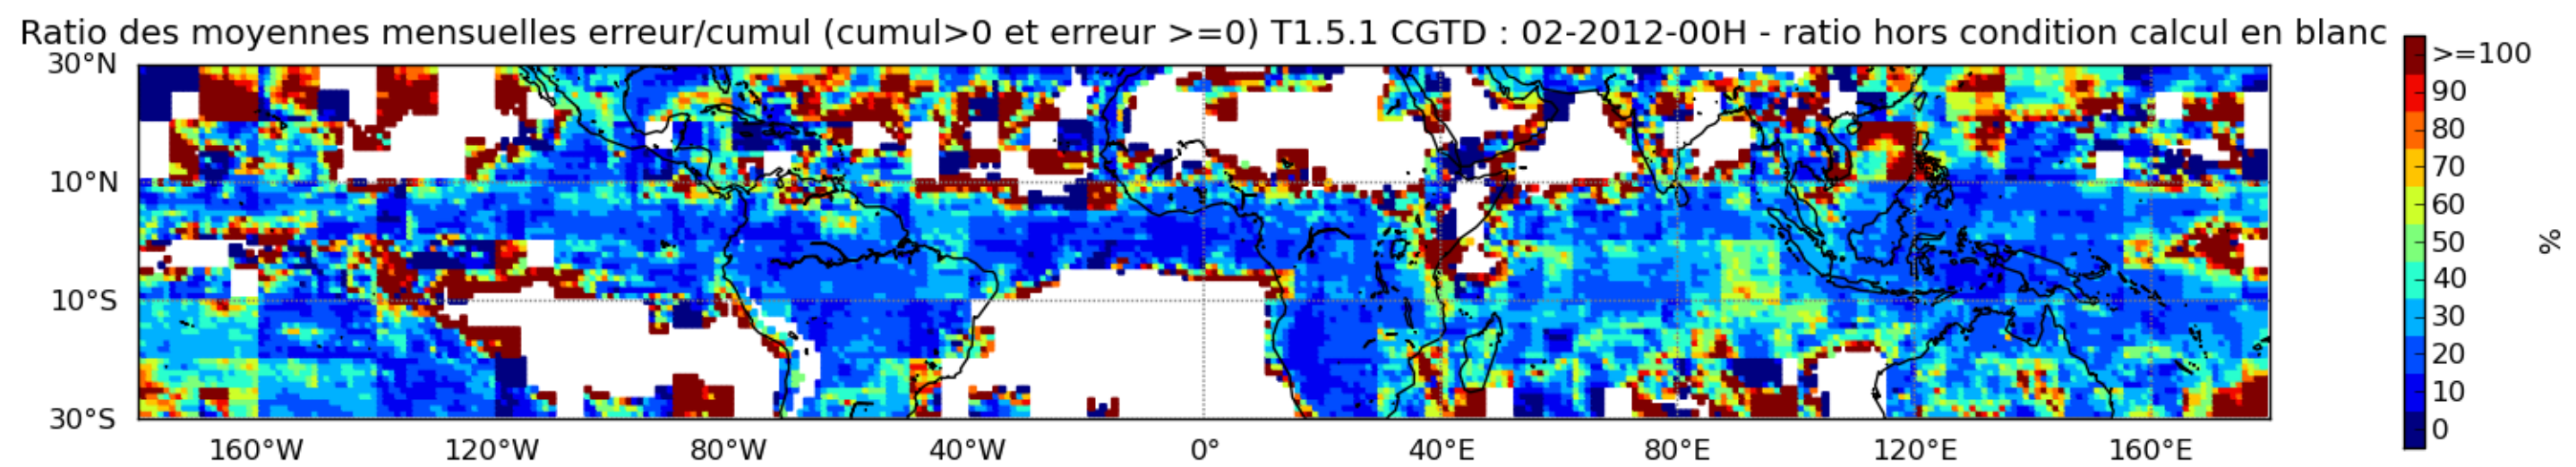 Ratio des moyennes mensuelles erreur/cumul (cumul>0 et erreur >=0) T1.5.1 CGTD : 02-2012-00H - ratio hors condition calcul en blanc
30°N
10°N
10°S
30°S
160°W 120°W 80°W 40°W 0° 40°E 80°E 120°E 160°E
>=100
90
80
70
60
50
40
30
20
10
0
%